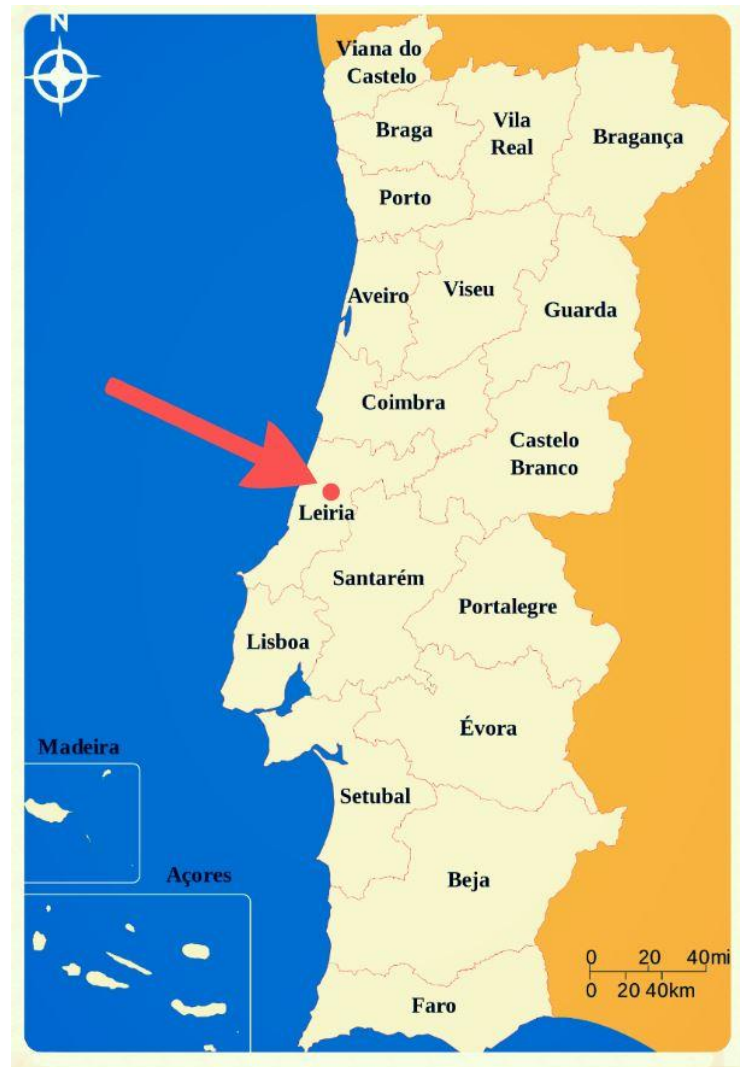 N
Viana do
Castelo
Braga
Vila
Real
Bragança
Porto
Aveiro
Viseu
Guarda
Coimbra
Castelo
Branco
Leiria
Santarém
Portalegre
Lisboa
Évora
Madeira
Setubal
Açores
Beja
0 20 40mi
0 20 40km
Faro